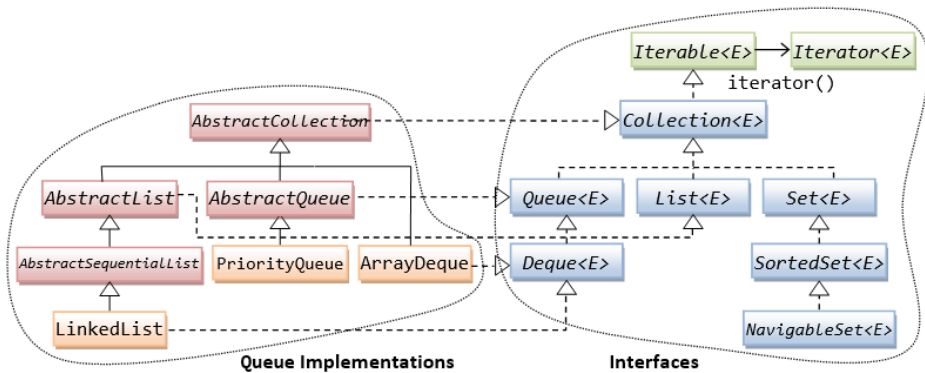 Iterable<E> Iterator<E>
iterator()
AbstractCollection Collection<E>
AbstractList AbstractQueue Queue<E> List<E> Set<E>
AbstractSequentialList PriorityQueue ArrayDeque Deque<E> SortedSet<E>
LinkedList NavigableSet<E>
Queue Implementations Interfaces